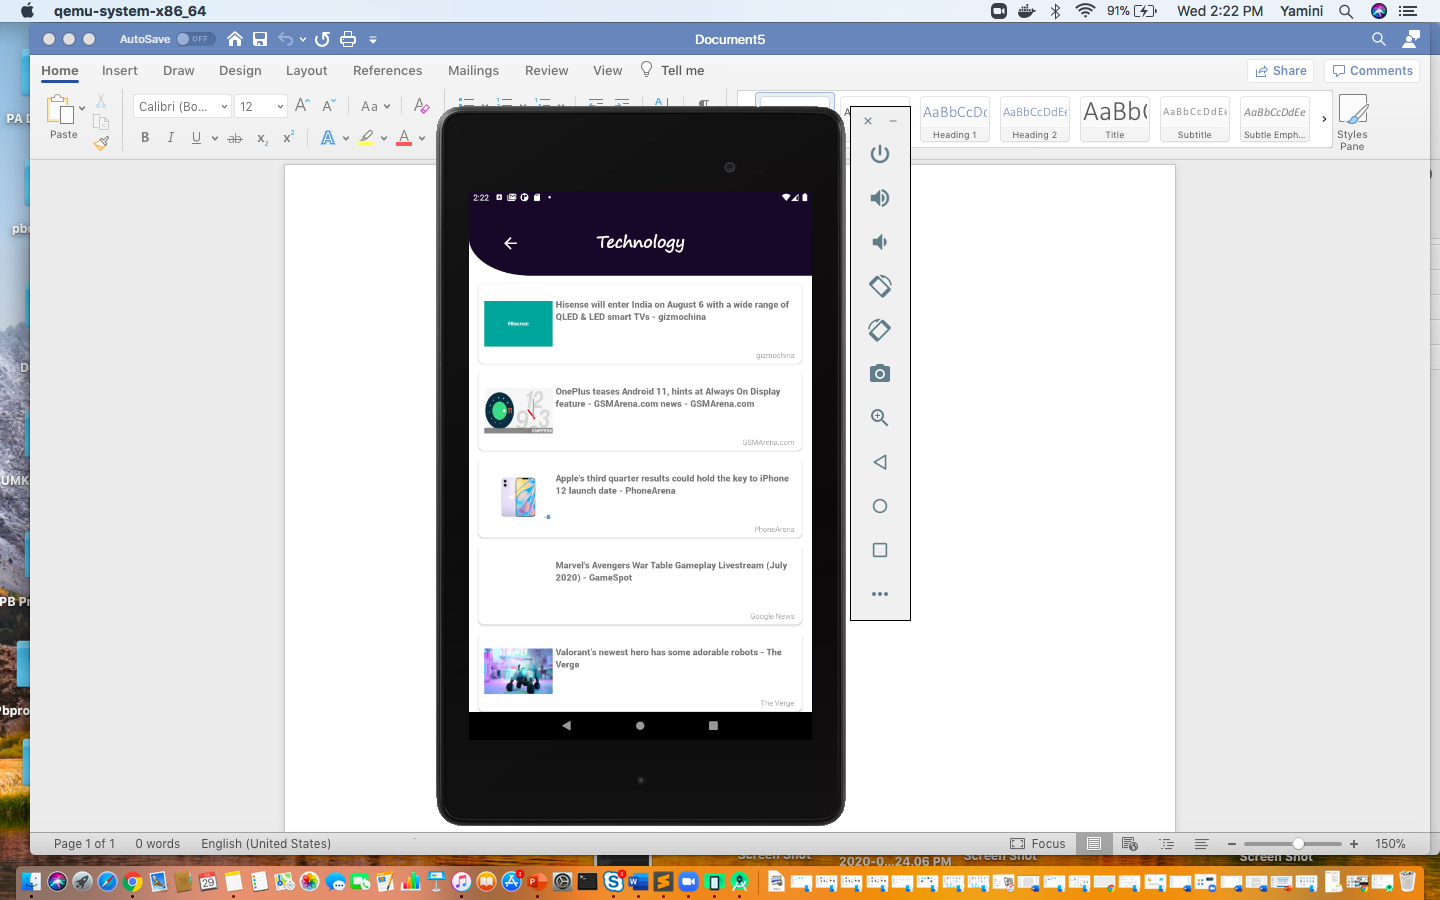 qemu-system-x86_64
91%
Wed 2:22 PM
Yamini
AutoSave
OFF
Document5
Home
Insert
Draw
Design
Layout
References
Mailings
Review
View
Tell me
Share
Comments
Paste
Calibri (Bo...
12
Aa
B
I
U
ab
AaBbCcDc
Heading 1
AaBbCcDdEe
Heading 2
AaBb(
Title
AaBbCcDdEe
Subtitle
AaBbCcDdEe
Subtle Emph...
Styles
Pane
PA D
UMK
PB Pr
2:22
Technology
Hisense
Hisense will enter India on August 6 with a wide range of
QLED & LED smart TVs - gizmochina
gizmochina
OnePlus teases Android 11, hints at Always On Display
feature - GSMArena.com news - GSMArena.com
GSMArena.com
Apple's third quarter results could hold the key to iPhone
12 launch date - PhoneArena
PhoneArena
Marvel's Avengers War Table Gameplay Livestream (July
2020) - GameSpot
Google News
Valorant's newest hero has some adorable robots - The
Verge
The Verge
Page 1 of 1
0 words
English (United States)
Focus
150%
Screen Shot
2020-0...24.06 PM
Screen Shot
Screen Shot
29